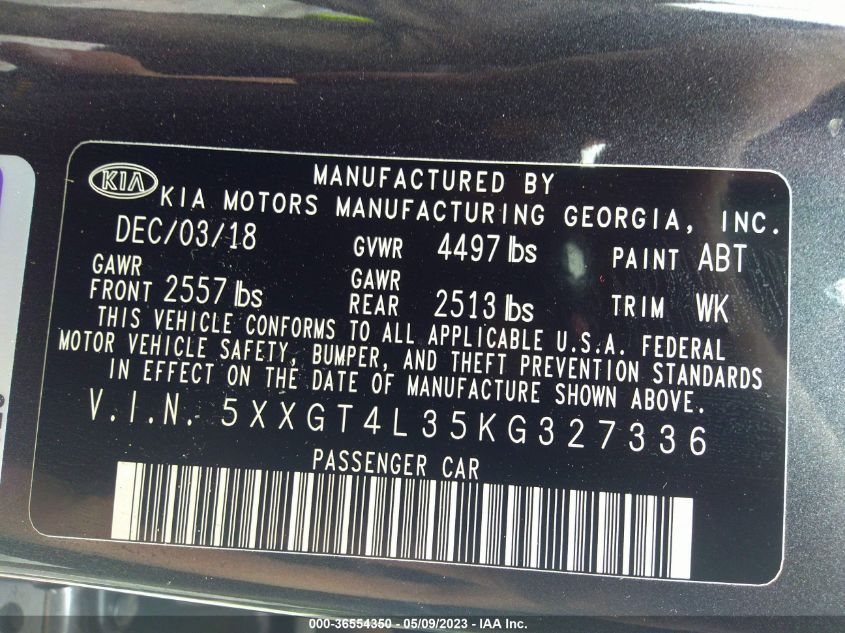 KIA
MANUFACTURED BY
KIA MOTORS MANUFACTURING GEORGIA, INC.
DEC/03/18 GVWR 4497 lbs PAINT ABT
GAWR FRONT 2557 lbs GAWR REAR 2513 lbs TRIM WK
THIS VEHICLE CONFORMS TO ALL APPLICABLE U.S.A. FEDERAL
MOTOR VEHICLE SAFETY, BUMPER, AND THEFT PREVENTION STANDARDS
IN EFFECT ON THE DATE OF MANUFACTURE SHOWN ABOVE.
V.I.N. 5XXGT4L35KG327336
PASSENGER CAR
000-36554350 - 05/09/2023 - IAA Inc.